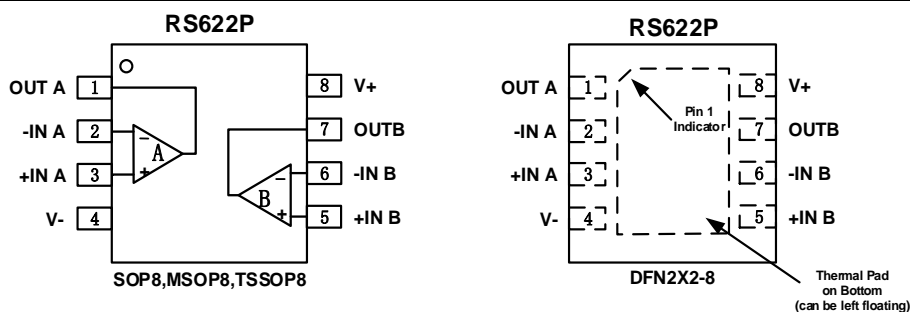 RS622P
OUT A 1
-IN A 2
+IN A 3
V- 4
8 V+
7 OUTB
6 -IN B
5 +IN B
- A +
- B +
SOP8,MSOP8,TSSOP8
RS622P
OUT A 1
-IN A 2
+IN A 3
V- 4
Pin 1
Indicator
8 V+
7 OUTB
6 -IN B
5 +IN B
DFN2X2-8
Thermal Pad
on Bottom
(can be left floating)